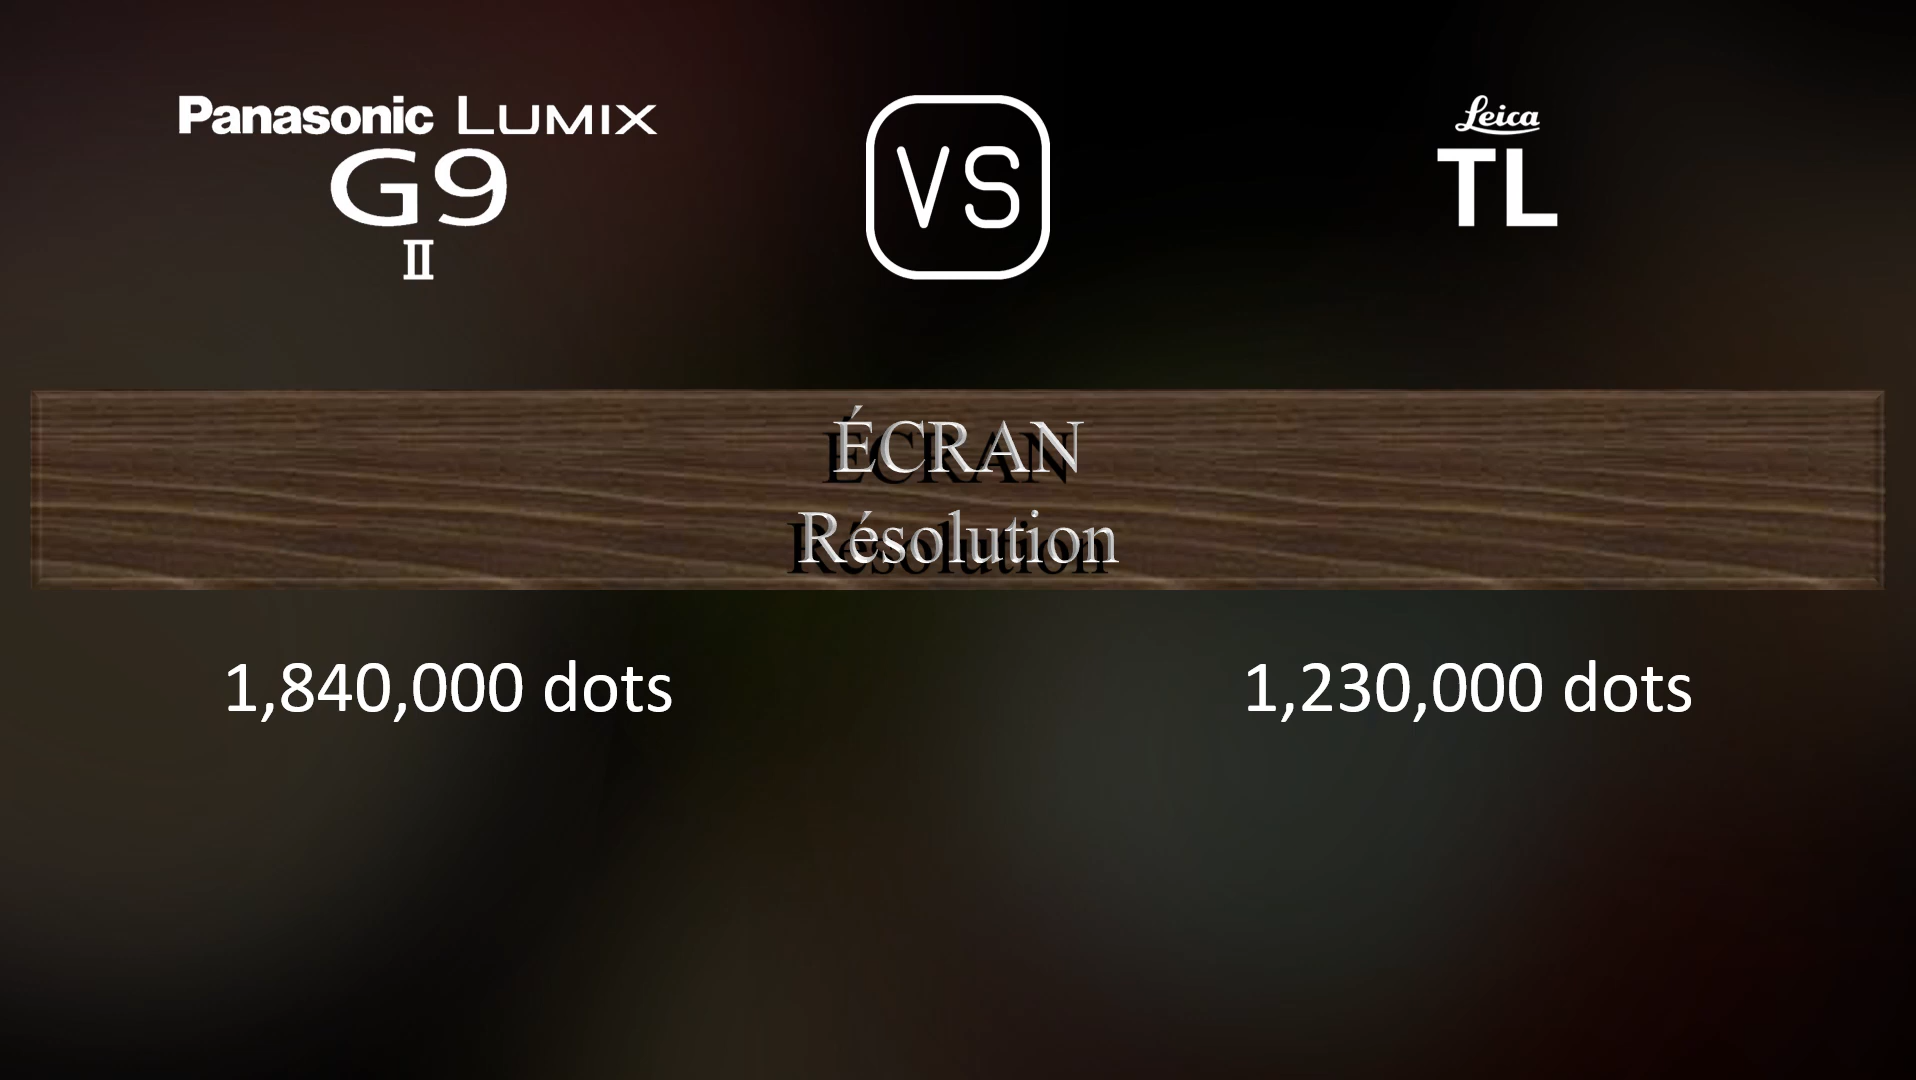 Panasonic LUMIX
G9
II
VS
Leica
TL
ÉCRAN
Résolution
1,840,000 dots
1,230,000 dots